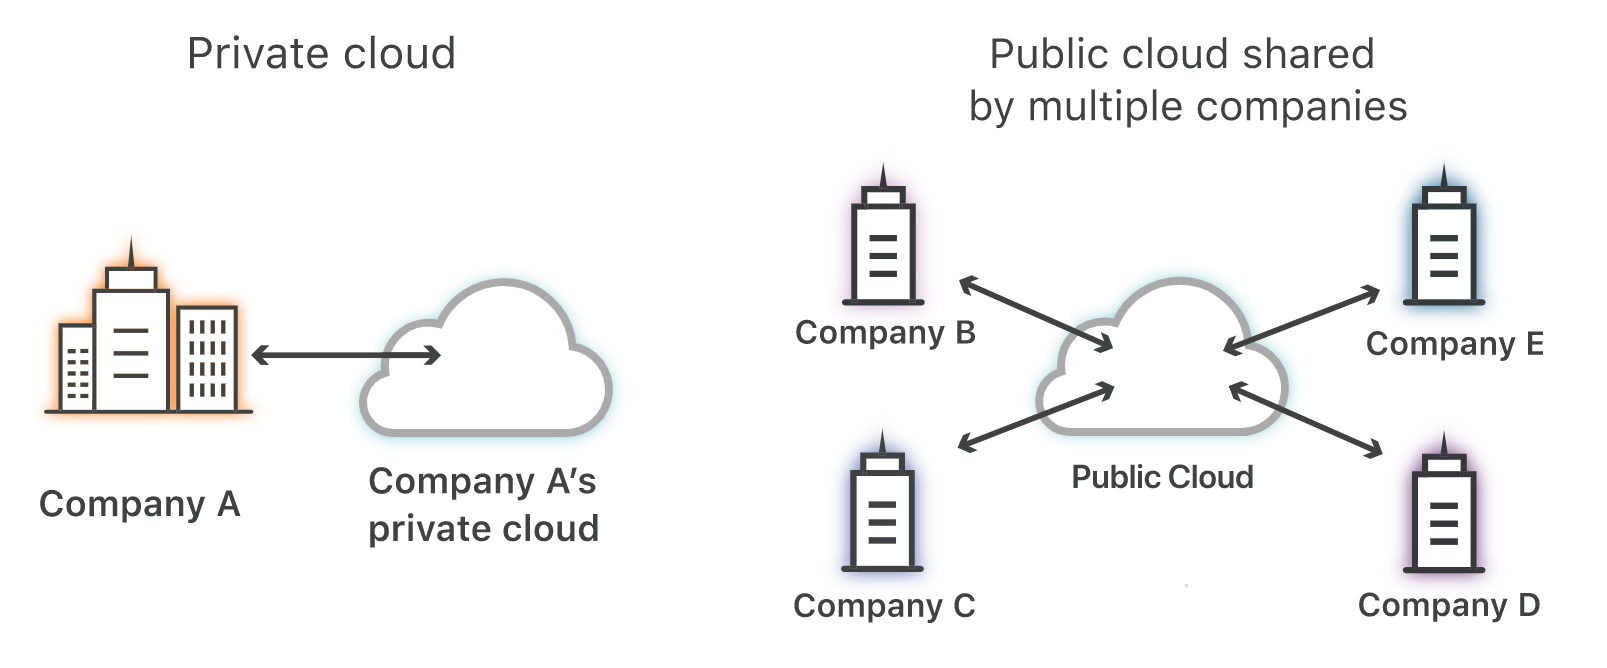 Private cloud
Company A
Company A’s
private cloud
Public cloud shared
by multiple companies
Company B
Company E
Public Cloud
Company C
Company D